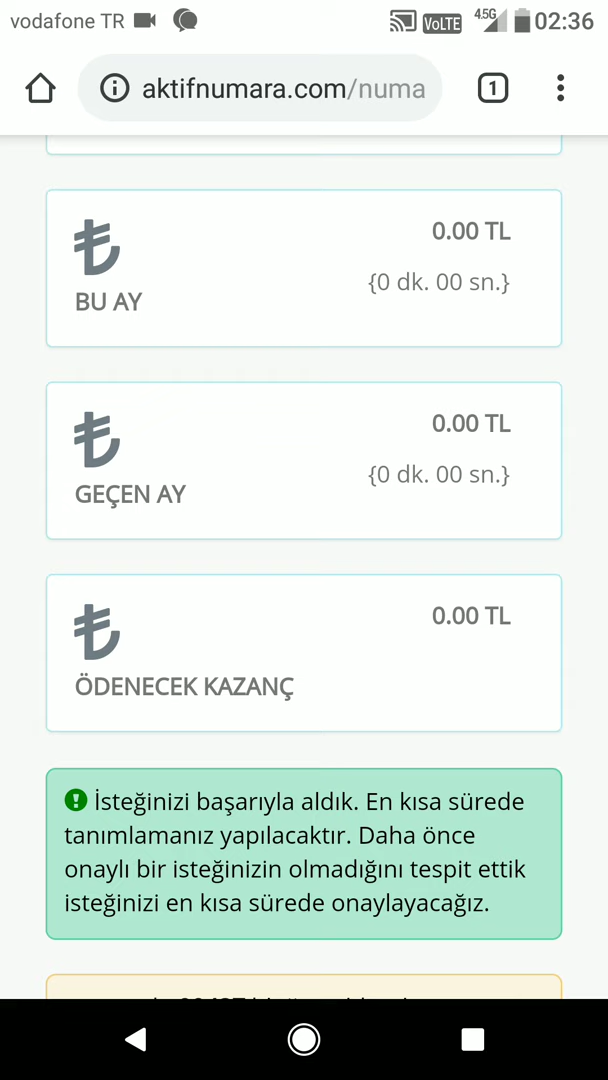 vodafone TR VoLTE 4.5G 02:36
aktifnumara.com/numa 1
0.00 TL
{0 dk. 00 sn.}
BU AY
0.00 TL
{0 dk. 00 sn.}
GEÇEN AY
0.00 TL
ÖDENECEK KAZANÇ
İsteğinizi başarıyla aldık. En kısa sürede
tanımlamanız yapılacaktır. Daha önce
onaylı bir isteğinizin olmadığını tespit ettik
isteğinizi en kısa sürede onaylayacağız.